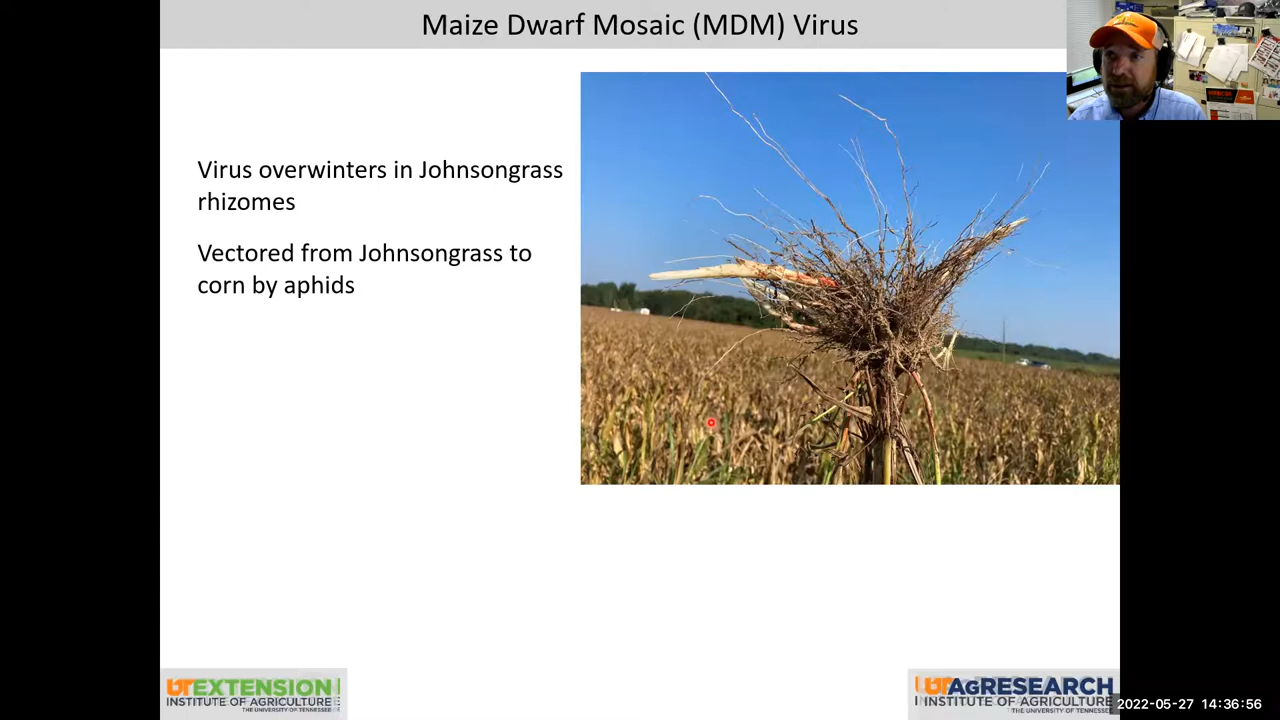 Maize Dwarf Mosaic (MDM) Virus
Virus overwinters in Johnsongrass
rhizomes
Vectored from Johnsongrass to
corn by aphids
UTEXTENSION
INSTITUTE OF AGRICULTURE
THE UNIVERSITY OF TENNESSEE
UTAGRESEARCH
INSTITUTE OF AGRICULTURE
THE UNIVERSITY OF TENNESSEE
2022-05-27 14:36:56